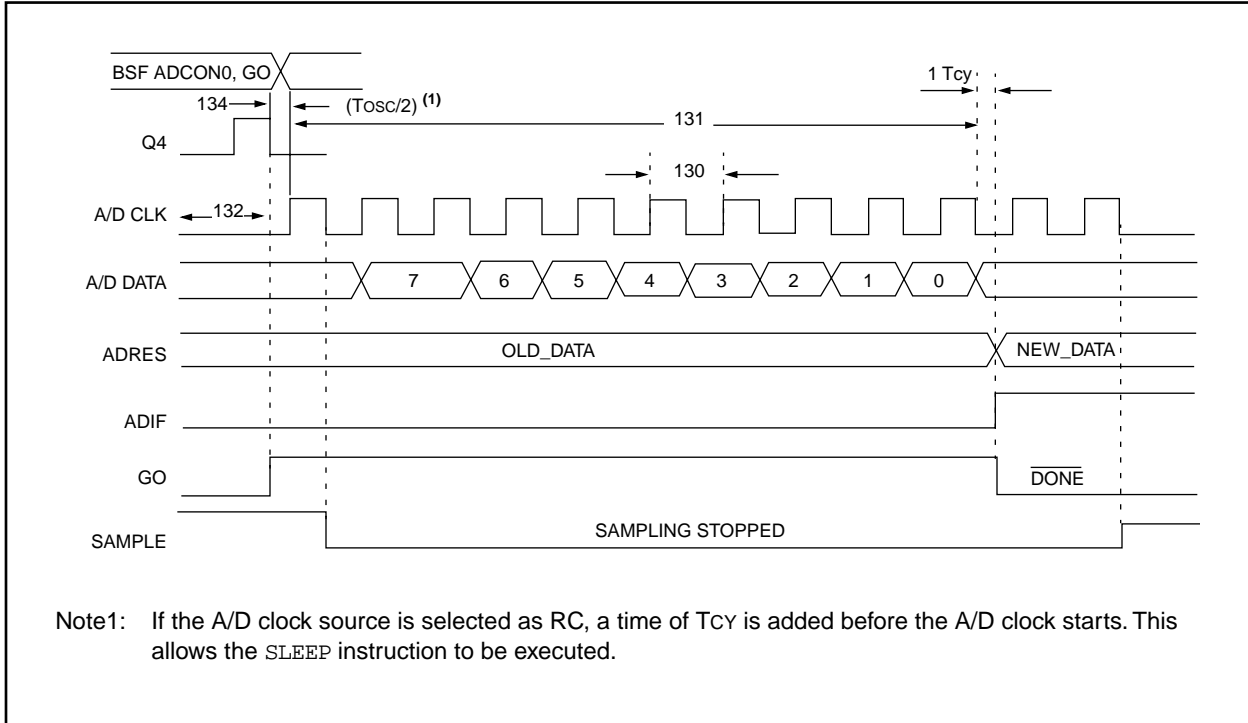 BSF ADCON0, GO
134
(TOSC/2) (1)
1 Tcy
131
Q4
130
A/D CLK
132
A/D DATA
7
6
5
4
3
2
1
0
ADRES
OLD_DATA
NEW_DATA
ADIF
GO
DONE
SAMPLE
SAMPLING STOPPED
Note1: If the A/D clock source is selected as RC, a time of TCY is added before the A/D clock starts. This
allows the SLEEP instruction to be executed.